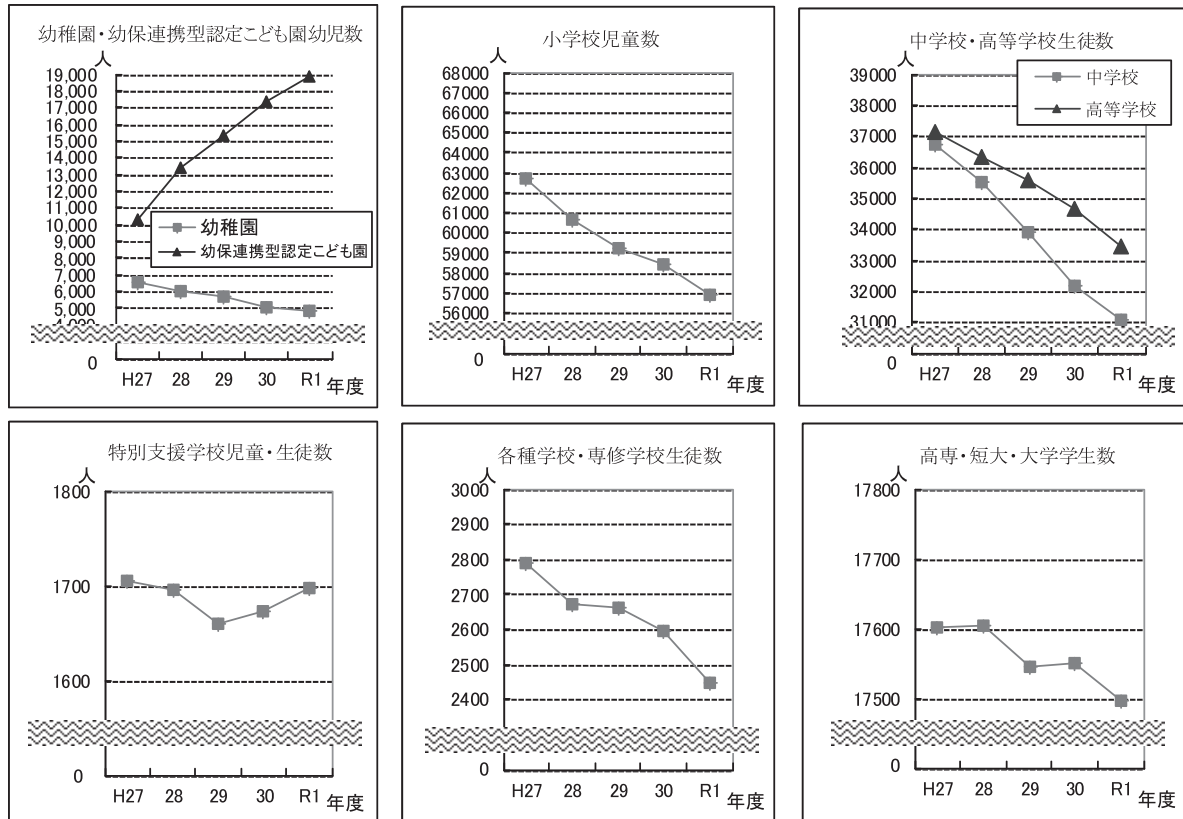 幼稚園・幼保連携型認定こども園幼児数
人
19,000
18,000
17,000
16,000
15,000
14,000
13,000
12,000
11,000
10,000
9,000
8,000
7,000
6,000
5,000
4,000
0
幼稚園
幼保連携型認定こども園
H27 28 29 30 R1 年度
小学校児童数
人
68000
67000
66000
65000
64000
63000
62000
61000
60000
59000
58000
57000
56000
0
H27 28 29 30 R1 年度
中学校・高等学校生徒数
人
39000
38000
37000
36000
35000
34000
33000
32000
31000
0
中学校
高等学校
H27 28 29 30 R1 年度
特別支援学校児童・生徒数
人
1800
1700
1600
0
H27 28 29 30 R1 年度
各種学校・専修学校生徒数
人
3000
2900
2800
2700
2600
2500
2400
0
H27 28 29 30 R1 年度
高専・短大・大学学生数
人
17800
17700
17600
17500
0
H27 28 29 30 R1 年度